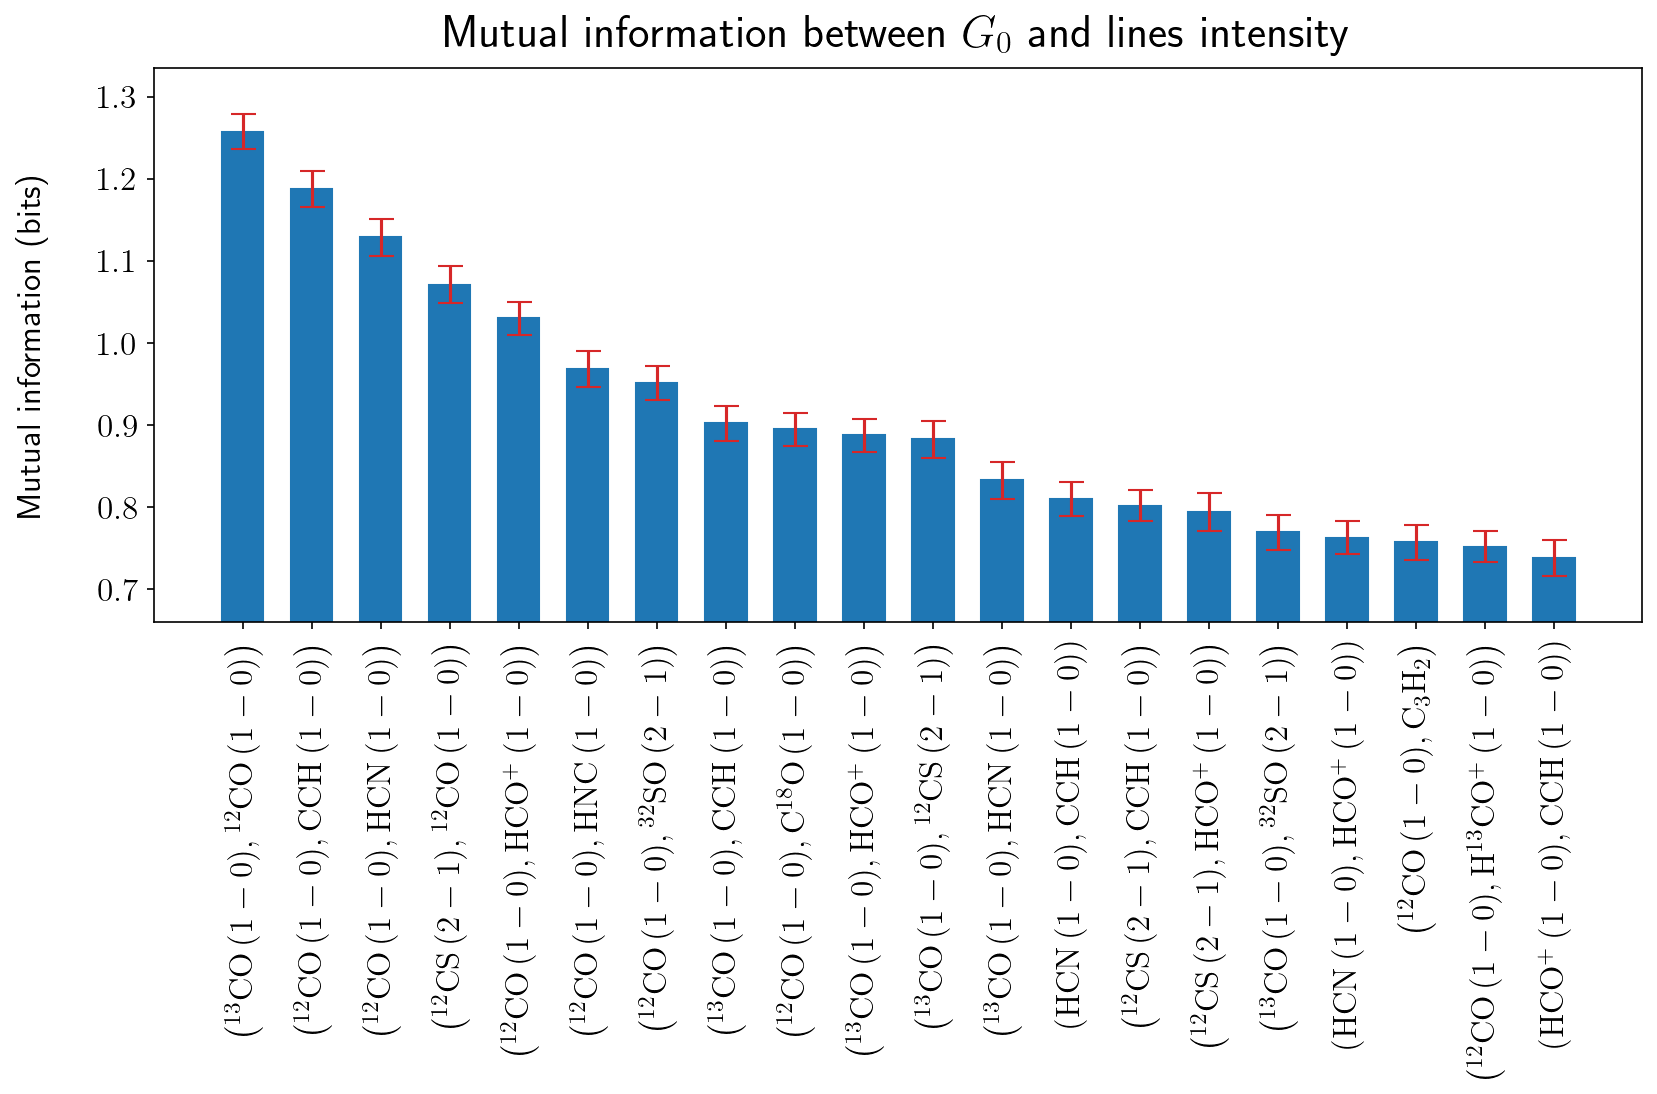 Mutual information between G₀ and lines intensity
Mutual information (bits)
1.3
1.2
1.1
1.0
0.9
0.8
0.7
(¹³CO (1 − 0), ¹²CO (1 − 0))
(¹²CO (1 − 0), CCH (1 − 0))
(¹²CO (1 − 0), HCN (1 − 0))
(¹²CS (2 − 1), ¹²CO (1 − 0))
(¹²CO (1 − 0), HCO⁺ (1 − 0))
(¹²CO (1 − 0), HNC (1 − 0))
(¹²CO (1 − 0), ³²SO (2 − 1))
(¹³CO (1 − 0), CCH (1 − 0))
(¹²CO (1 − 0), C¹⁸O (1 − 0))
(¹³CO (1 − 0), HCO⁺ (1 − 0))
(¹³CO (1 − 0), ¹²CS (2 − 1))
(¹³CO (1 − 0), HCN (1 − 0))
(HCN (1 − 0), CCH (1 − 0))
(¹²CS (2 − 1), CCH (1 − 0))
(¹²CS (2 − 1), HCO⁺ (1 − 0))
(¹³CO (1 − 0), ³²SO (2 − 1))
(HCN (1 − 0), HCO⁺ (1 − 0))
(¹²CO (1 − 0), C₃H₂)
(¹²CO (1 − 0), H¹³CO⁺ (1 − 0))
(HCO⁺ (1 − 0), CCH (1 − 0))